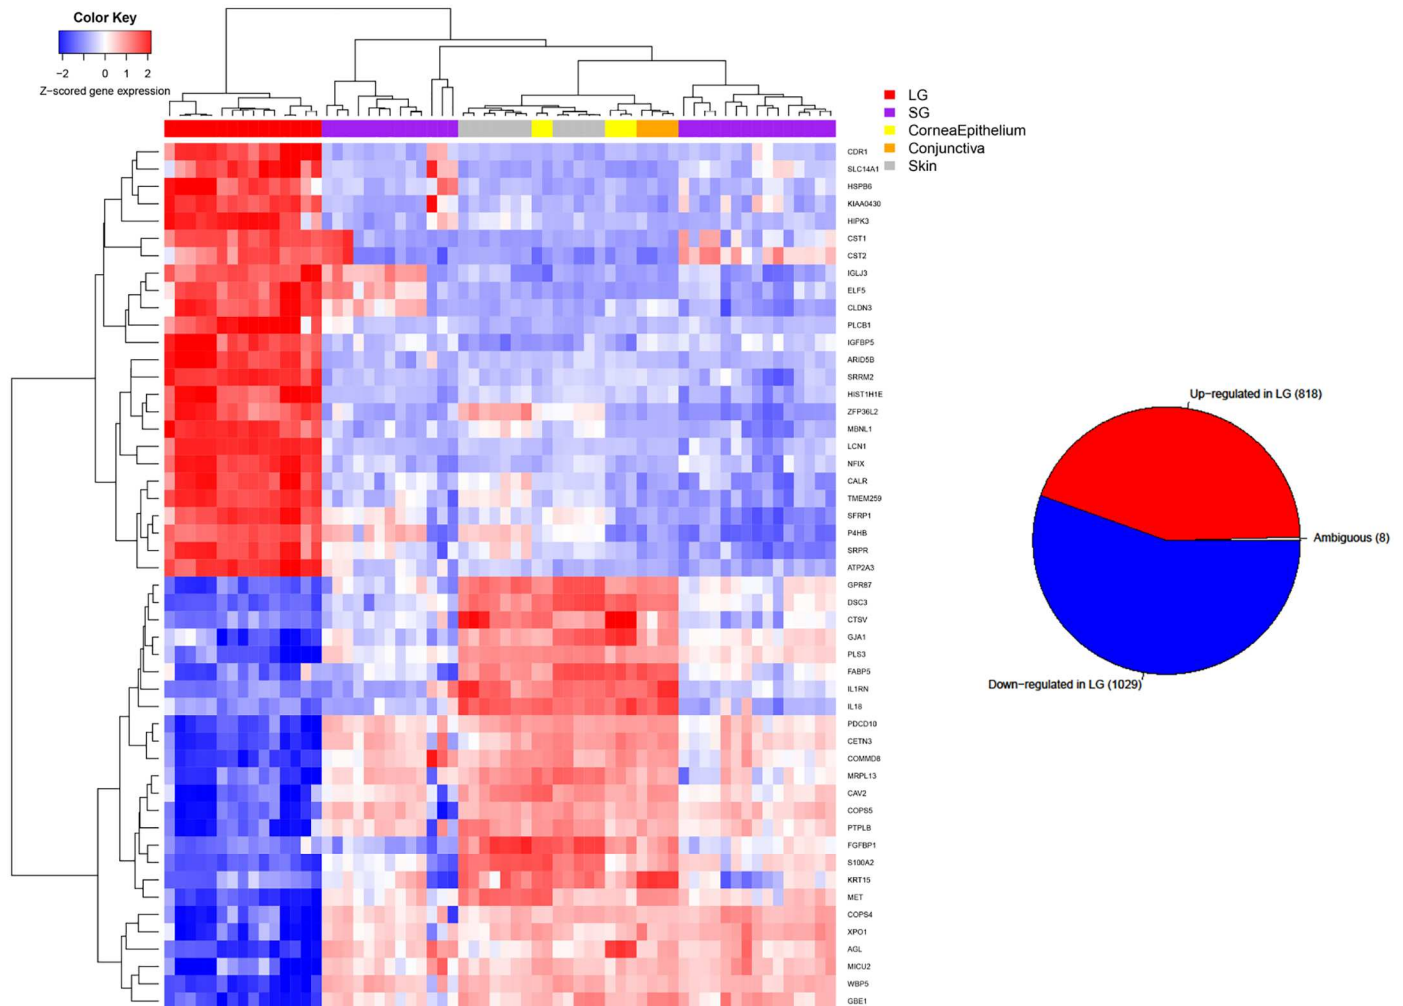 Color Key
−2 0 1 2
Z-scored gene expression
LG
SG
CorneaEpithelium
Conjunctiva
Skin
CDR1
SLC14A1
HSPB6
KIAA0430
HIPK3
CST1
CST2
IGLJ3
ELF5
CLDN3
PLCB1
IGFBP5
ARID5B
SRRM2
HIST1H1E
ZFP36L2
MBNL1
LCN1
NFIX
CALR
TMEM259
SFRP1
P4HB
SRPR
ATP2A3
GPR87
DSC3
CTSV
GJA1
PLS3
FABP5
IL1RN
IL18
PDCD10
CETN3
COMMD8
MRPL13
CAV2
COPS5
PTPLB
FGFBP1
S100A2
KRT15
MET
COPS4
XPO1
AGL
MICU2
WBP5
GBE1
Up−regulated in LG (818)
Ambiguous (8)
Down−regulated in LG (1029)